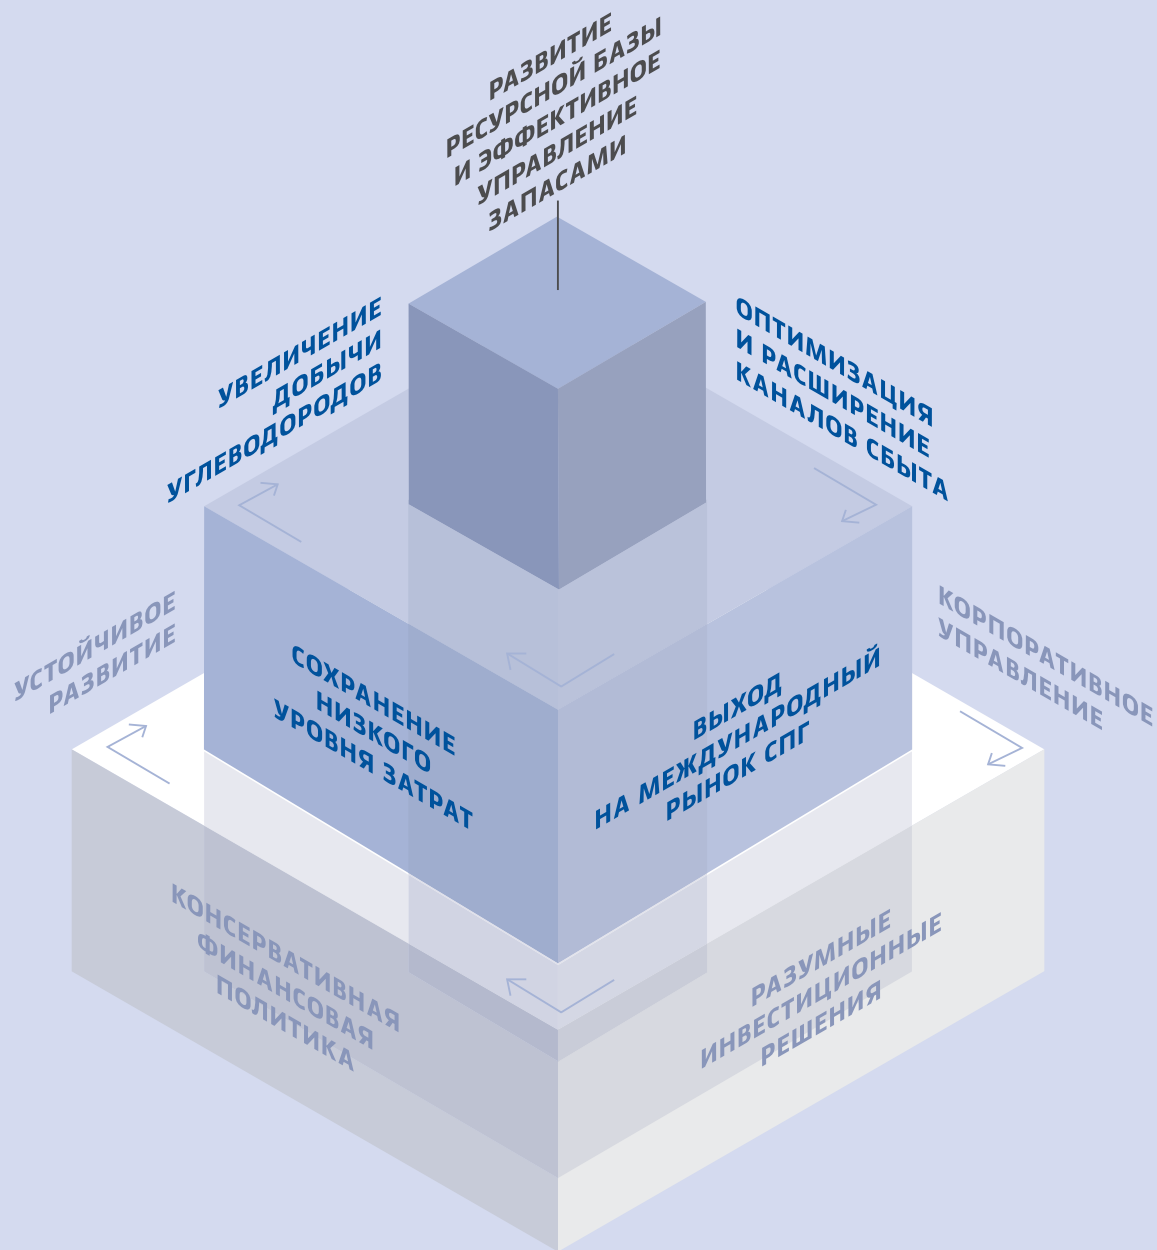 РАЗВИТИЕ
РЕСУРСНОЙ БАЗЫ
И ЭФФЕКТИВНОЕ
УПРАВЛЕНИЕ
ЗАПАСАМИ
УВЕЛИЧЕНИЕ
ДОБЫЧИ
УГЛЕВОДОРОДОВ
ОПТИМИЗАЦИЯ
И РАСШИРЕНИЕ
КАНАЛОВ СБЫТА
УСТОЙЧИВОЕ
РАЗВИТИЕ
КОРПОРАТИВНОЕ
УПРАВЛЕНИЕ
СОХРАНЕНИЕ
НИЗКОГО
УРОВНЯ ЗАТРАТ
ВЫХОД
НА МЕЖДУНАРОДНЫЙ
РЫНОК СПГ
КОНСЕРВАТИВНАЯ
ФИНАНСОВАЯ
ПОЛИТИКА
РАЗУМНЫЕ
ИНВЕСТИЦИОННЫЕ
РЕШЕНИЯ